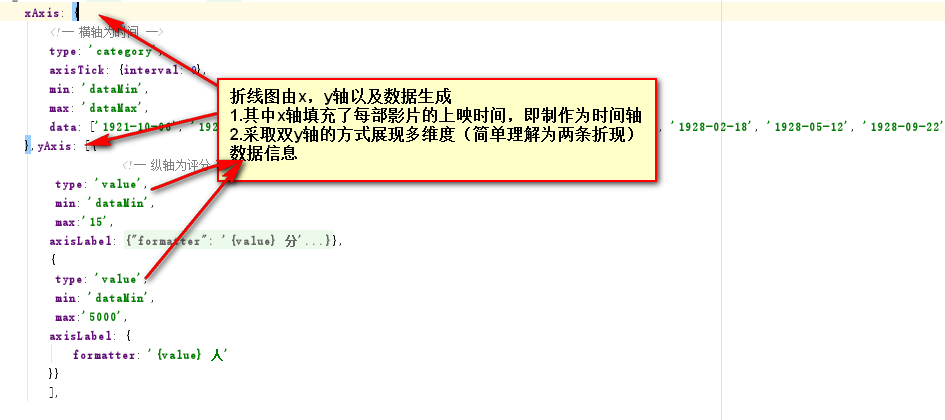 xAxis: {
<!— 横轴为时间 —>
type: 'category',
axisTick: {interval: 0},
min: 'dataMin',
max: 'dataMax',
data: ['1921-10-06', '192 '1928-02-18', '1928-05-12', '1928-09-22'
},yAxis: [{
<!— 纵轴为评分
type: 'value',
min: 'dataMin',
max:'15',
axisLabel: {"formatter": '{value} 分'...}},
{
type: 'value',
min: 'dataMin',
max:'5000',
axisLabel: {
formatter: '{value} 人'
}}
],
折线图由x，y轴以及数据生成
1.其中x轴填充了每部影片的上映时间，即制作为时间轴
2.采取双y轴的方式展现多维度（简单理解为两条折现）
数据信息